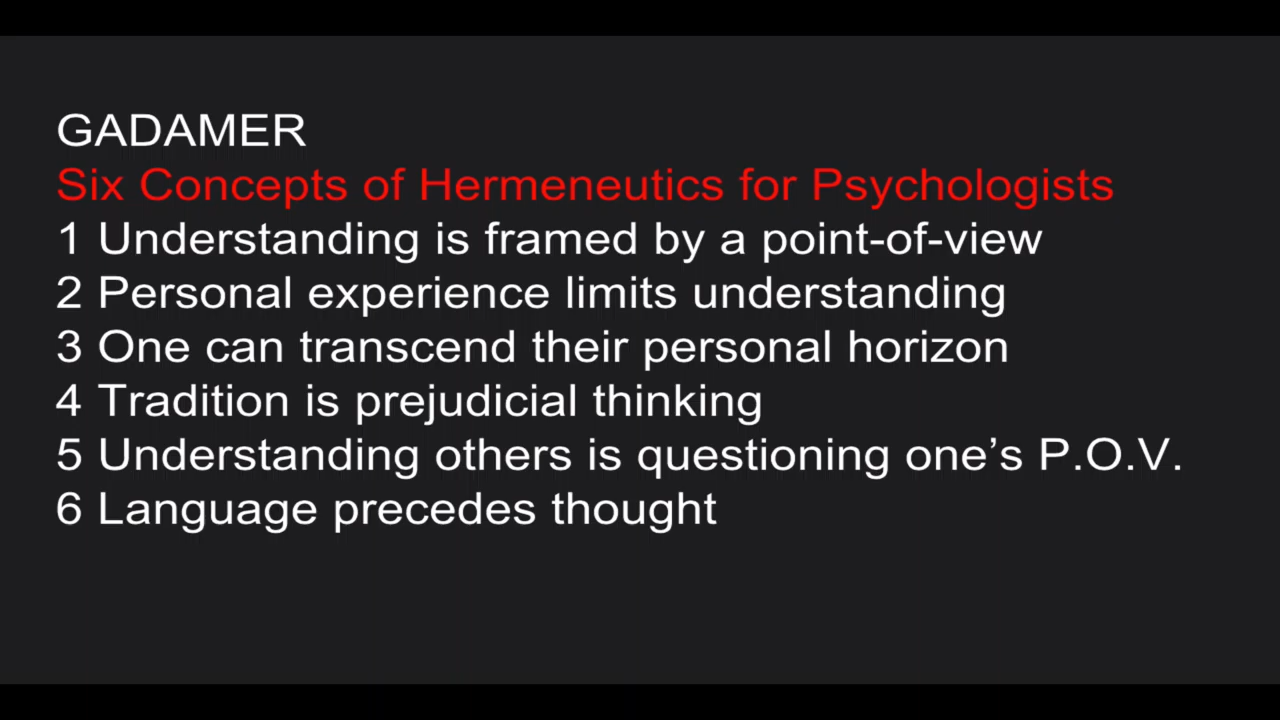 GADAMER
Six Concepts of Hermeneutics for Psychologists
1 Understanding is framed by a point-of-view
2 Personal experience limits understanding
3 One can transcend their personal horizon
4 Tradition is prejudicial thinking
5 Understanding others is questioning one’s P.O.V.
6 Language precedes thought